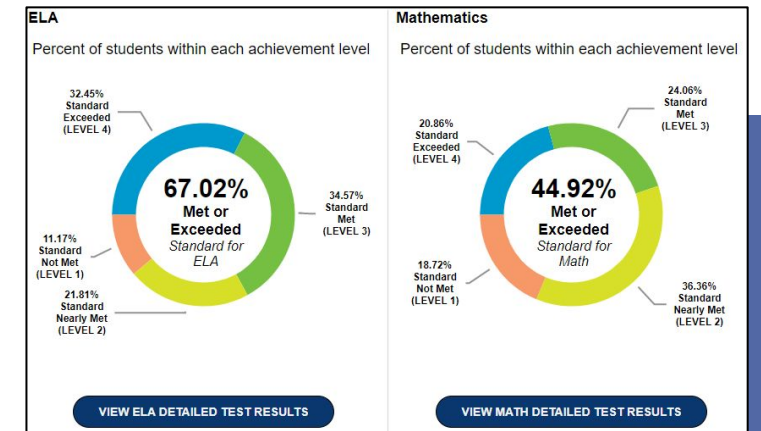 ELA
Percent of students within each achievement level
32.45%
Standard
Exceeded
(LEVEL 4)
67.02%
Met or
Exceeded
Standard for
ELA
34.57%
Standard
Met
(LEVEL 3)
11.17%
Standard
Not Met
(LEVEL 1)
21.81%
Standard
Nearly Met
(LEVEL 2)
VIEW ELA DETAILED TEST RESULTS
Mathematics
Percent of students within each achievement level
24.06%
Standard
Met
(LEVEL 3)
20.86%
Standard
Exceeded
(LEVEL 4)
44.92%
Met or
Exceeded
Standard for
Math
18.72%
Standard
Not Met
(LEVEL 1)
36.36%
Standard
Nearly Met
(LEVEL 2)
VIEW MATH DETAILED TEST RESULTS